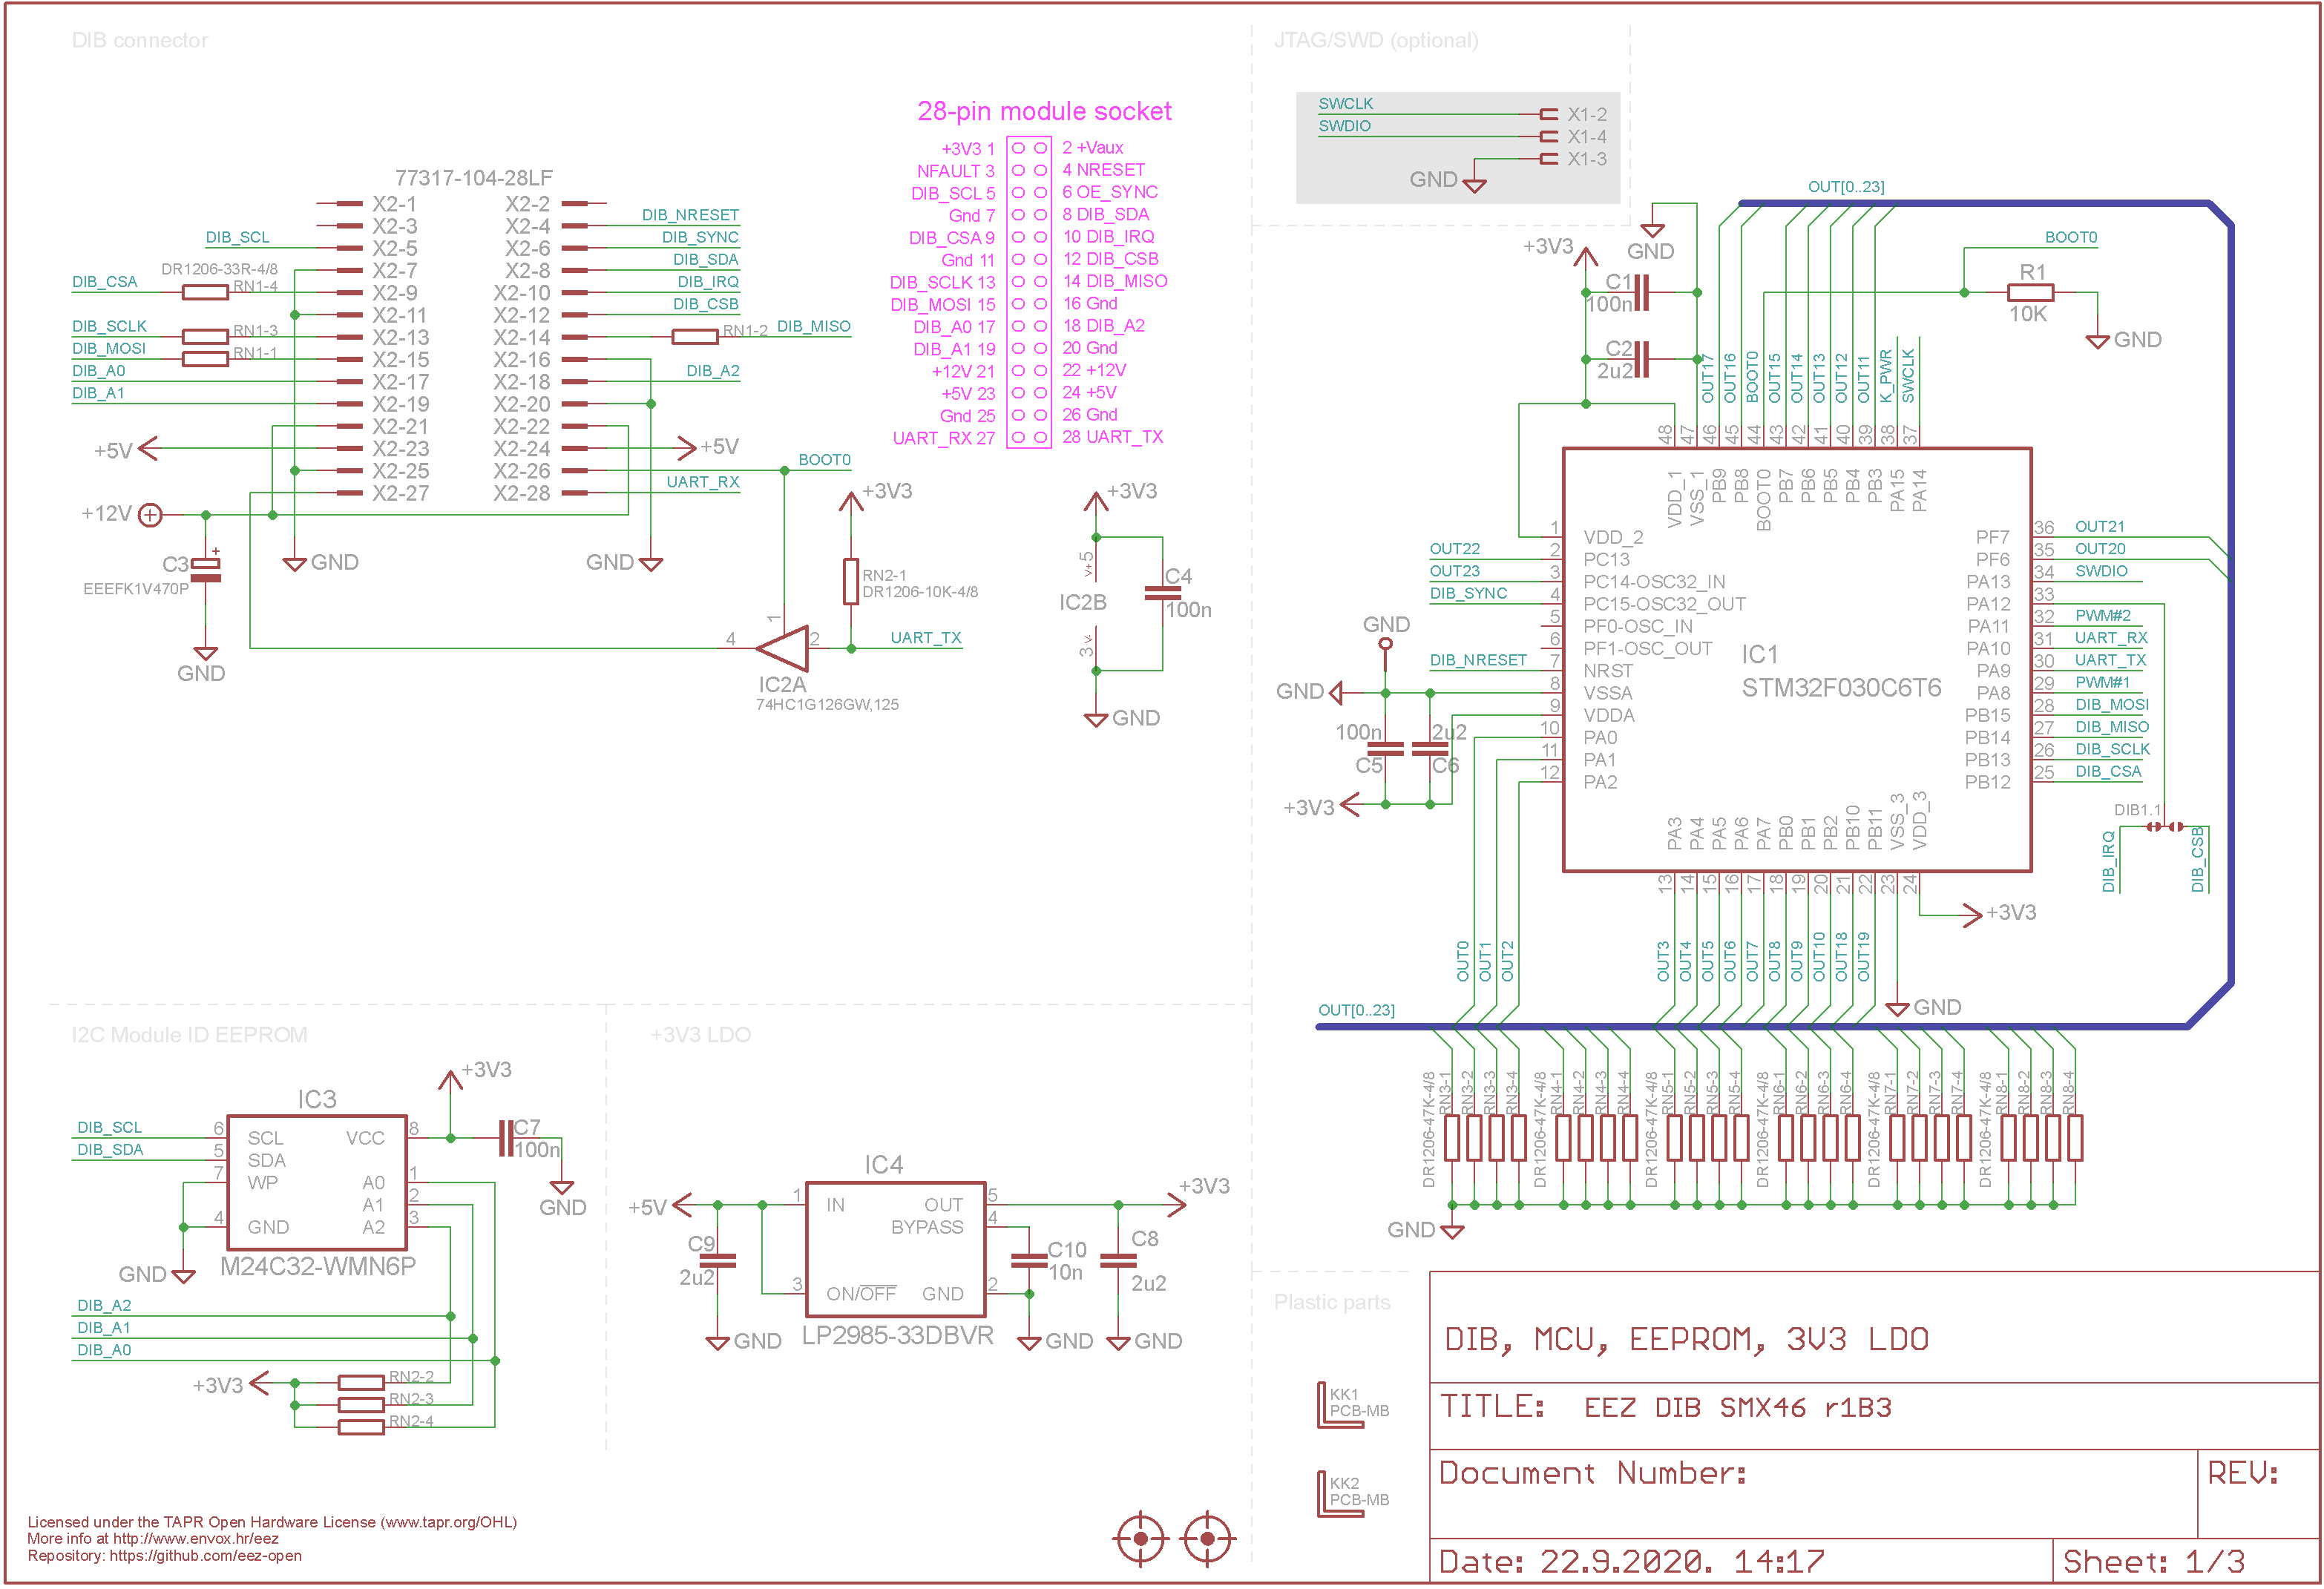 DIB connector
77317-104-28LF
X2-1
X2-3
X2-5
X2-7
X2-9
X2-11
X2-13
X2-15
X2-17
X2-19
X2-21
X2-23
X2-25
X2-27
X2-2
X2-4
X2-6
X2-8
X2-10
X2-12
X2-14
X2-16
X2-18
X2-20
X2-22
X2-24
X2-26
X2-28
DIB_SCL
DR1206-33R-4/8
DIB_CSA
RN1-4
DIB_SCLK
RN1-3
DIB_MOSI
RN1-1
DIB_A0
DIB_A1
+5V
+12V
C3
+
EEEFK1V470P
GND
GND
GND
DIB_NRESET
DIB_SYNC
DIB_SDA
DIB_IRQ
DIB_CSB
RN1-2
DIB_MISO
DIB_A2
+5V
BOOT0
UART_RX
+3V3
RN2-1
DR1206-10K-4/8
UART_TX
1
4
2
IC2A
74HC1G126GW,125
28-pin module socket
+3V3 1
2 +Vaux
NFAULT 3
4 NRESET
DIB_SCL 5
6 OE_SYNC
Gnd 7
8 DIB_SDA
DIB_CSA 9
10 DIB_IRQ
Gnd 11
12 DIB_CSB
DIB_SCLK 13
14 DIB_MISO
DIB_MOSI 15
16 Gnd
DIB_A0 17
18 DIB_A2
DIB_A1 19
20 Gnd
+12V 21
22 +12V
+5V 23
24 +5V
Gnd 25
26 Gnd
UART_RX 27
28 UART_TX
+3V3
V+
5
IC2B
3
V-
C4
100n
GND
JTAG/SWD (optional)
SWCLK
SWDIO
X1-2
X1-4
X1-3
GND
OUT[0..23]
+3V3
GND
C1
100n
C2
2u2
BOOT0
R1
10K
GND
OUT17
OUT16
BOOT0
OUT15
OUT14
OUT13
OUT12
OUT11
K_PWR
SWCLK
48
47
46
45
44
43
42
41
40
39
38
37
VDD_1
VSS_1
PB9
PB8
BOOT0
PB7
PB6
PB5
PB4
PB3
PA15
PA14
OUT22
OUT23
DIB_SYNC
DIB_NRESET
1
2
3
4
5
6
7
8
9
10
11
12
VDD_2
PC13
PC14-OSC32_IN
PC15-OSC32_OUT
PF0-OSC_IN
PF1-OSC_OUT
NRST
VSSA
VDDA
PA0
PA1
PA2
IC1
STM32F030C6T6
PF7
PF6
PA13
PA12
PA11
PA10
PA9
PA8
PB15
PB14
PB13
PB12
36
35
34
33
32
31
30
29
28
27
26
25
OUT21
OUT20
SWDIO
PWM#2
UART_RX
UART_TX
PWM#1
DIB_MOSI
DIB_MISO
DIB_SCLK
DIB_CSA
DIB1.1
DIB_IRQ
DIB_CSB
GND
GND
100n
2u2
C5
C6
+3V3
PA3
PA4
PA5
PA6
PA7
PB0
PB1
PB2
PB10
PB11
VSS_3
VDD_3
13
14
15
16
17
18
19
20
21
22
23
24
+3V3
GND
OUT0
OUT1
OUT2
OUT3
OUT4
OUT5
OUT6
OUT7
OUT8
OUT9
OUT10
OUT18
OUT19
OUT[0..23]
DR1206-47K-4/8
RN3-1
RN3-2
RN3-3
RN3-4
DR1206-47K-4/8
RN4-1
RN4-2
RN4-3
RN4-4
DR1206-47K-4/8
RN5-1
RN5-2
RN5-3
RN5-4
DR1206-47K-4/8
RN6-1
RN6-2
RN6-3
RN6-4
DR1206-47K-4/8
RN7-1
RN7-2
RN7-3
RN7-4
DR1206-47K-4/8
RN8-1
RN8-2
RN8-3
RN8-4
GND
I2C Module ID EEPROM
IC3
+3V3
DIB_SCL
DIB_SDA
6
5
7
4
SCL
SDA
WP
GND
VCC
A0
A1
A2
8
1
2
3
C7
100n
GND
GND
M24C32-WMN6P
DIB_A2
DIB_A1
DIB_A0
+3V3
RN2-2
RN2-3
RN2-4
+3V3 LDO
IC4
+5V
1
3
IN
ON/OFF
OUT
BYPASS
GND
5
4
2
+3V3
C9
2u2
C10
10n
C8
2u2
GND
LP2985-33DBVR
GND
GND
Plastic parts
KK1
PCB-MB
KK2
PCB-MB
DIB, MCU, EEPROM, 3V3 LDO
TITLE: EEZ DIB SMX46 r1B3
Document Number:
REV:
Date: 22.9.2020. 14:17
Sheet: 1/3
Licensed under the TAPR Open Hardware License (www.tapr.org/OHL)
More info at http://www.envox.hr/eez
Repository: https://github.com/eez-open